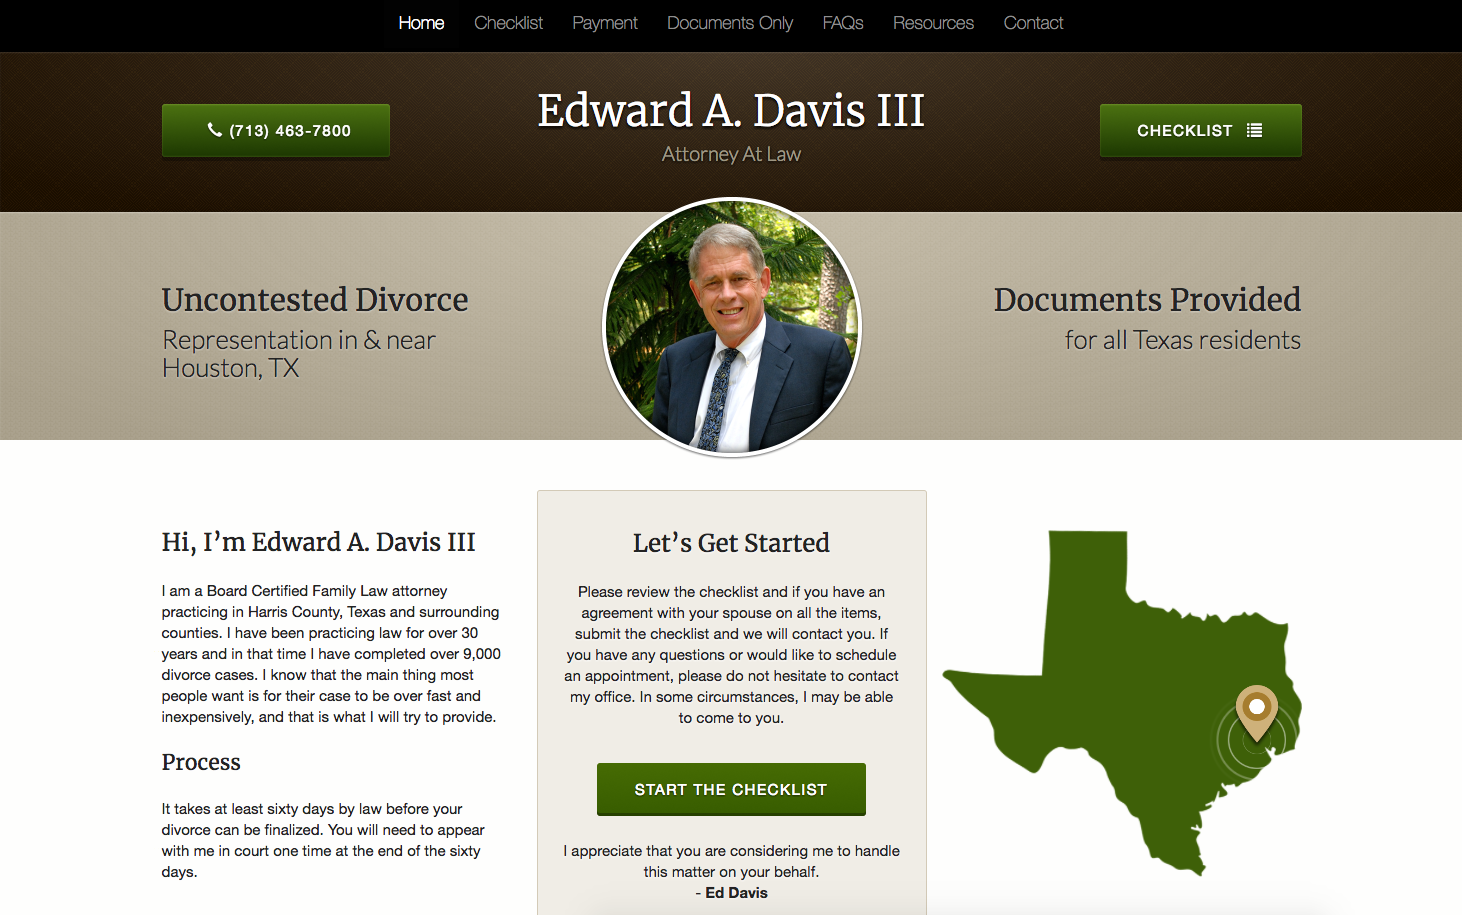 Home Checklist Payment Documents Only FAQs Resources Contact
(713) 463-7800
Edward A. Davis III
Attorney At Law
CHECKLIST
Uncontested Divorce
Representation in & near
Houston, TX
Documents Provided
for all Texas residents
Hi, I’m Edward A. Davis III
I am a Board Certified Family Law attorney
practicing in Harris County, Texas and surrounding
counties. I have been practicing law for over 30
years and in that time I have completed over 9,000
divorce cases. I know that the main thing most
people want is for their case to be over fast and
inexpensively, and that is what I will try to provide.
Process
It takes at least sixty days by law before your
divorce can be finalized. You will need to appear
with me in court one time at the end of the sixty
days.
Let’s Get Started
Please review the checklist and if you have an
agreement with your spouse on all the items,
submit the checklist and we will contact you. If
you have any questions or would like to schedule
an appointment, please do not hesitate to contact
my office. In some circumstances, I may be able
to come to you.
START THE CHECKLIST
I appreciate that you are considering me to handle
this matter on your behalf.
- Ed Davis